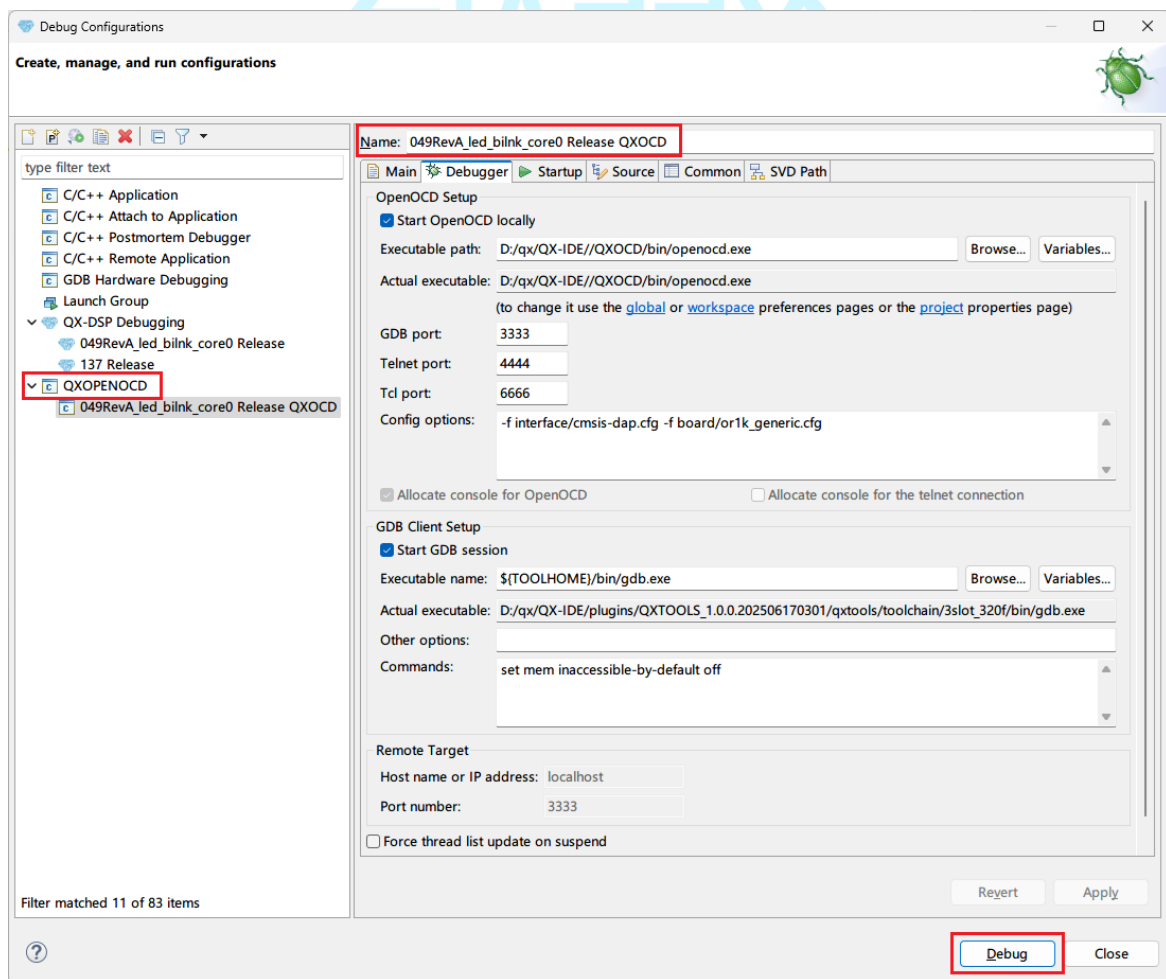 Debug Configurations
Create, manage, and run configurations
type filter text
C/C++ Application
C/C++ Attach to Application
C/C++ Postmortem Debugger
C/C++ Remote Application
GDB Hardware Debugging
Launch Group
QX-DSP Debugging
049RevA_led_bilnk_core0 Release
137 Release
QXOPENOCD
049RevA_led_bilnk_core0 Release QXOCD
Filter matched 11 of 83 items
Name: 049RevA_led_bilnk_core0 Release QXOCD
Main Debugger Startup Source Common SVD Path
OpenOCD Setup
Start OpenOCD locally
Executable path: D:/qx/QX-IDE//QXOCD/bin/openocd.exe Browse... Variables...
Actual executable: D:/qx/QX-IDE//QXOCD/bin/openocd.exe
(to change it use the global or workspace preferences pages or the project properties page)
GDB port: 3333
Telnet port: 4444
Tcl port: 6666
Config options: -f interface/cmsis-dap.cfg -f board/or1k_generic.cfg
Allocate console for OpenOCD Allocate console for the telnet connection
GDB Client Setup
Start GDB session
Executable name: ${TOOLHOME}/bin/gdb.exe Browse... Variables...
Actual executable: D:/qx/QX-IDE/plugins/QXTOOLS_1.0.0.202506170301/qxtools/toolchain/3slot_320f/bin/gdb.exe
Other options:
Commands: set mem inaccessible-by-default off
Remote Target
Host name or IP address: localhost
Port number: 3333
Force thread list update on suspend
Revert Apply
Debug Close